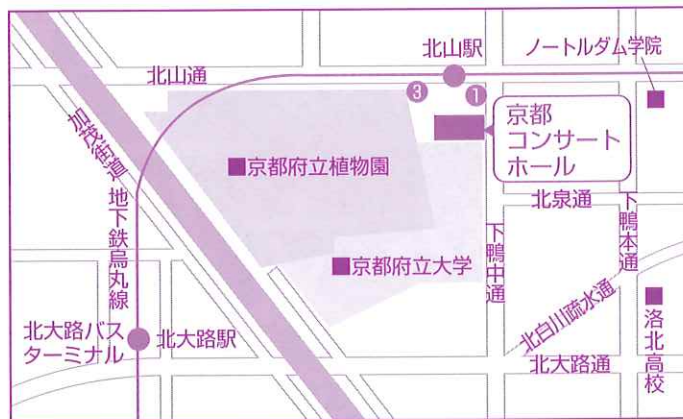 北山駅
ノートルダム学院
北山通
3
1
京都
コンサート
ホール
加茂街道
■京都府立植物園
地下鉄烏丸線
北泉通
下鴨本通
下鴨中通
■京都府立大学
北白川疏水通
洛北高校
北大路バス
ターミナル
北大路駅
北大路通